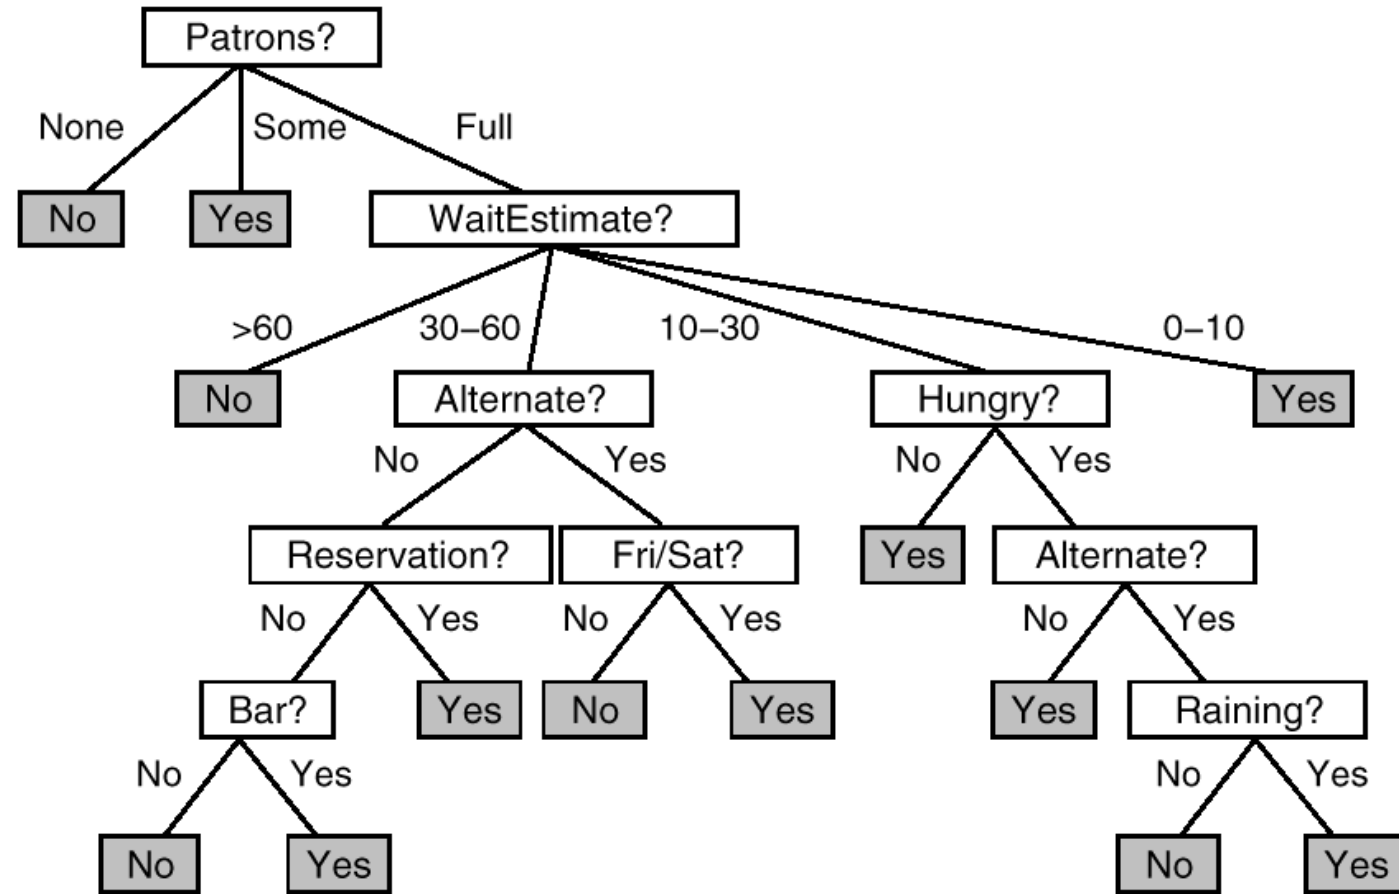 Patrons?
None Some Full
No Yes WaitEstimate?
>60 30–60 10–30 0–10
No Alternate? Hungry? Yes
No Yes No Yes
Reservation? Fri/Sat? Yes Alternate?
No Yes No Yes No Yes
Bar? Yes No Yes Yes Raining?
No Yes No Yes
No Yes No Yes